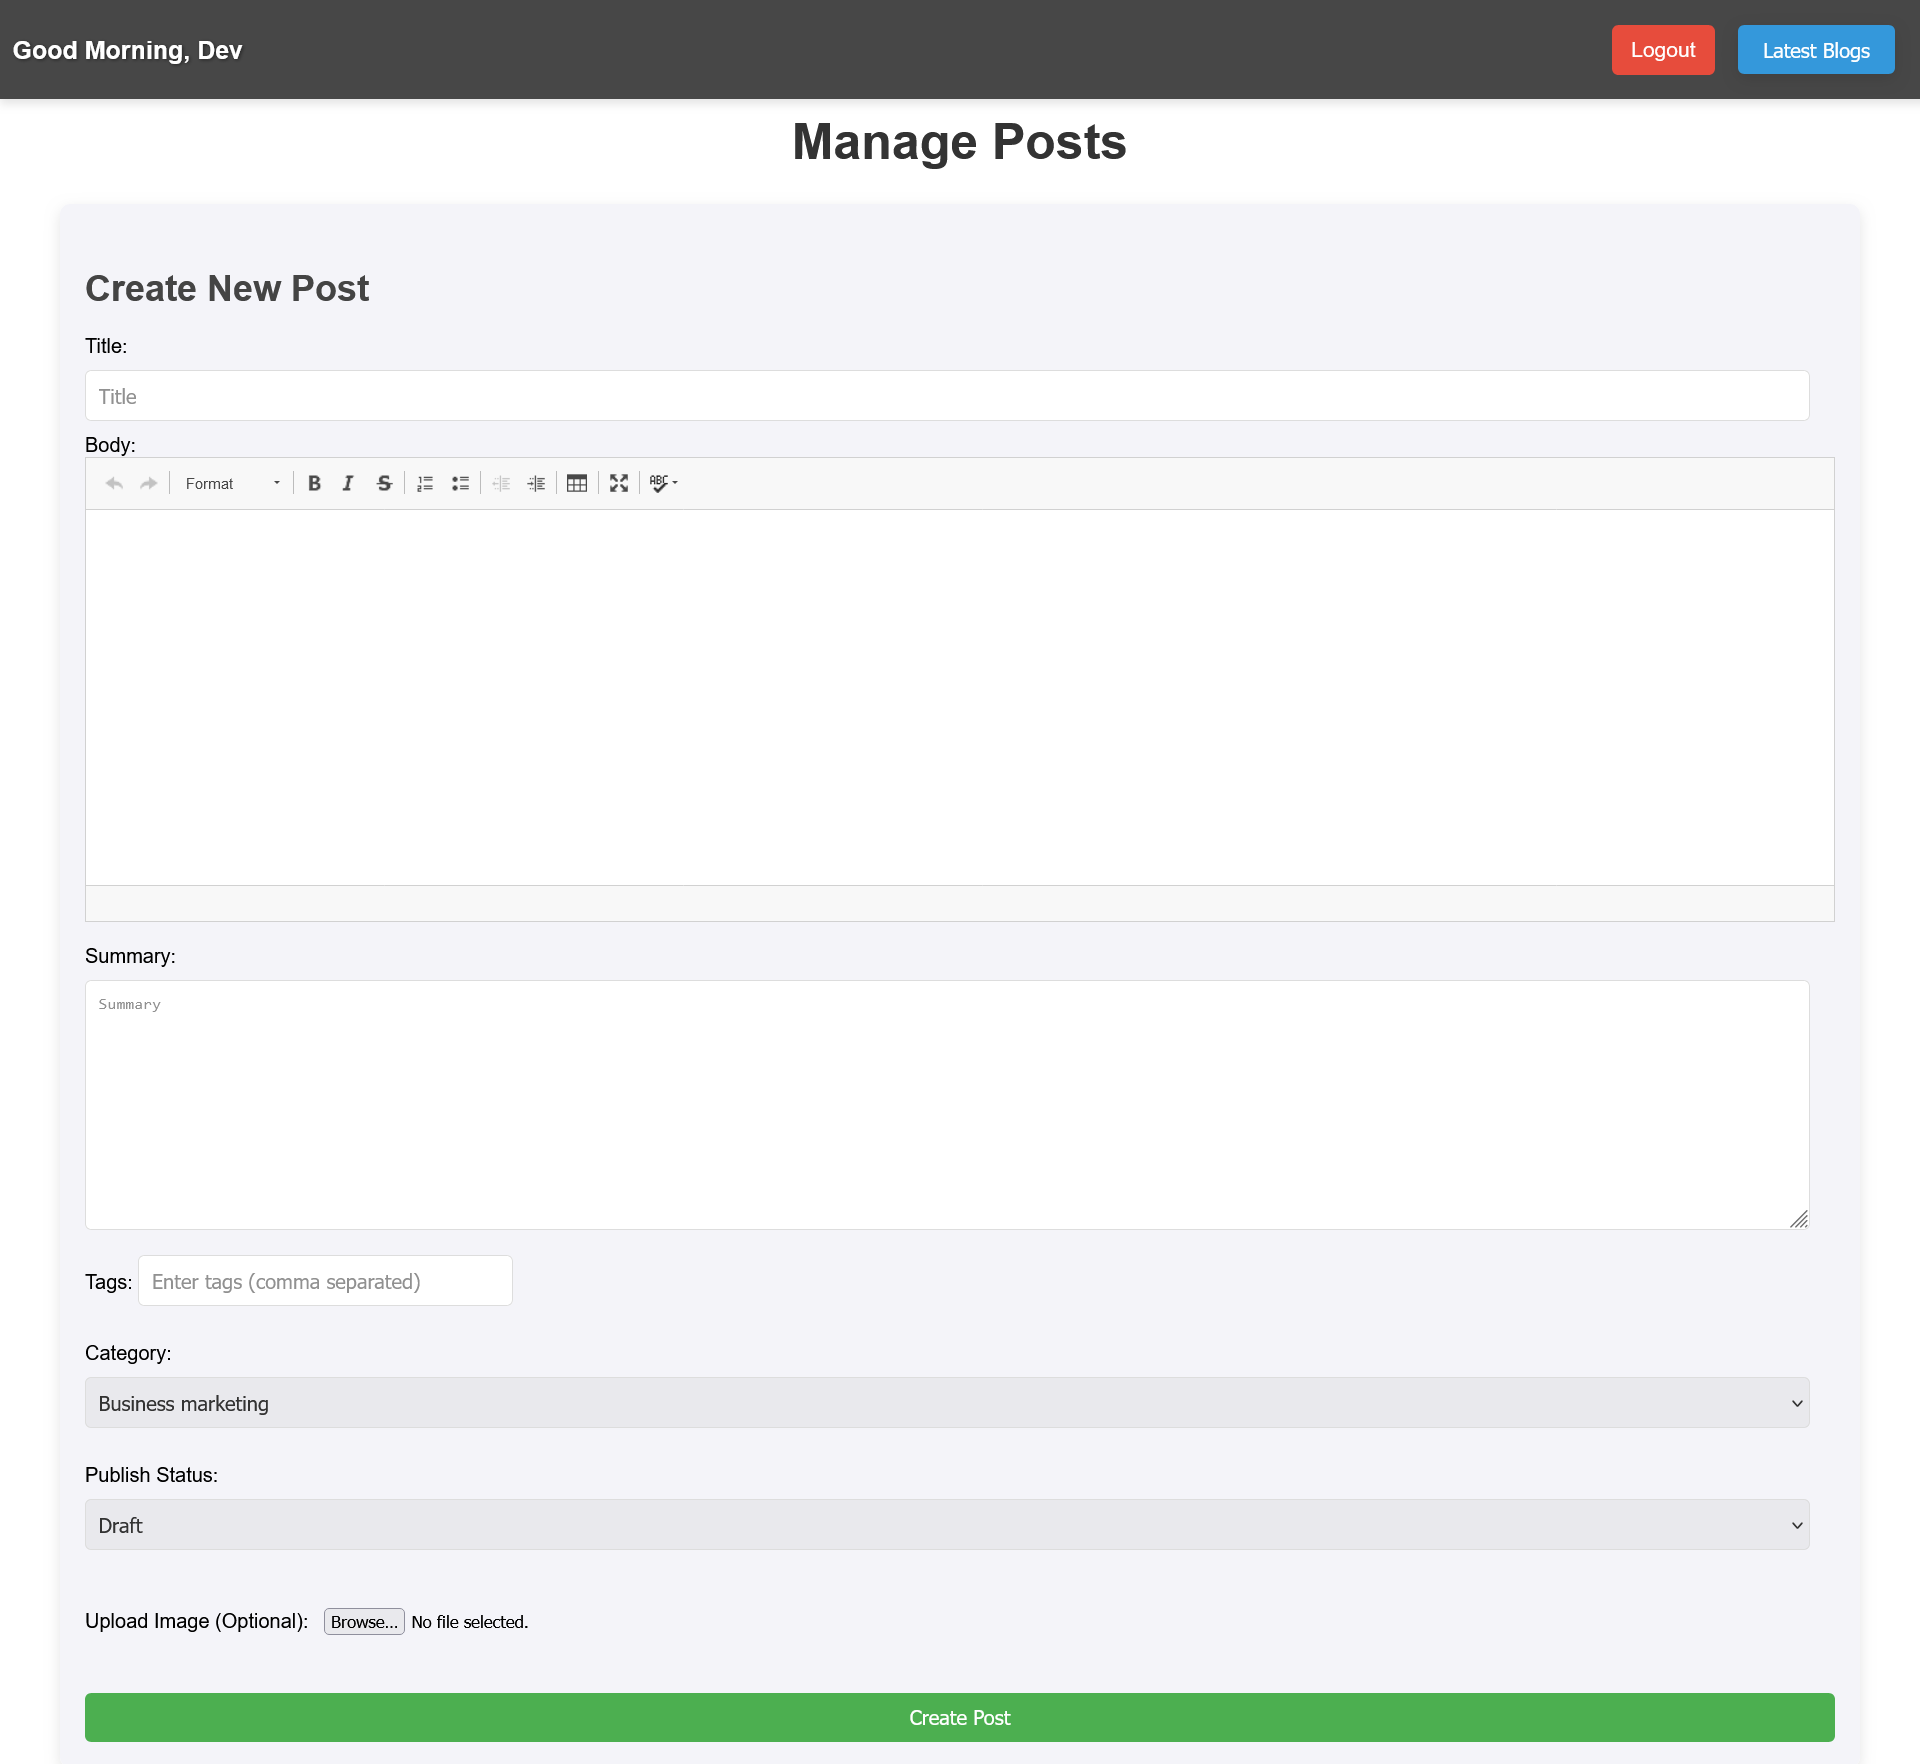 Good Morning, Dev
Logout
Latest Blogs
Manage Posts
Create New Post
Title:
Title
Body:
Format
B I S
ABC
Summary:
Summary
Tags: Enter tags (comma separated)
Category:
Business marketing
Publish Status:
Draft
Upload Image (Optional): Browse... No file selected.
Create Post